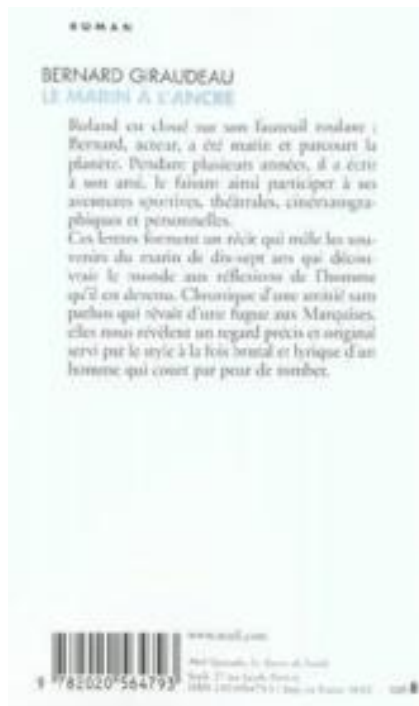 ROMAN
BERNARD GIRAUDEAU
LE MARIN À L'ANCRE
Roland est cloué sur son fauteuil roulant ;
Bernard, acteur, a été marin et parcourt la
planète. Pendant plusieurs années, il a écrit
à son ami, le faisant ainsi participer à ses
aventures sportives, théâtrales, cinématogra-
phiques et personnelles.
Ces lettres forment un récit qui mêle les sou-
venirs du marin de dix-sept ans qui décou-
vrait le monde aux réflexions de l'homme
qu'il est devenu. Chronique d'une amitié sans
pathos qui rêvait d'une fugue aux Marquises,
elles nous révèlent un regard précis et original
servi par le style à la fois brutal et lyrique d'un
homme qui court par peur de tomber.
www.seuil.com
9 782020 564793